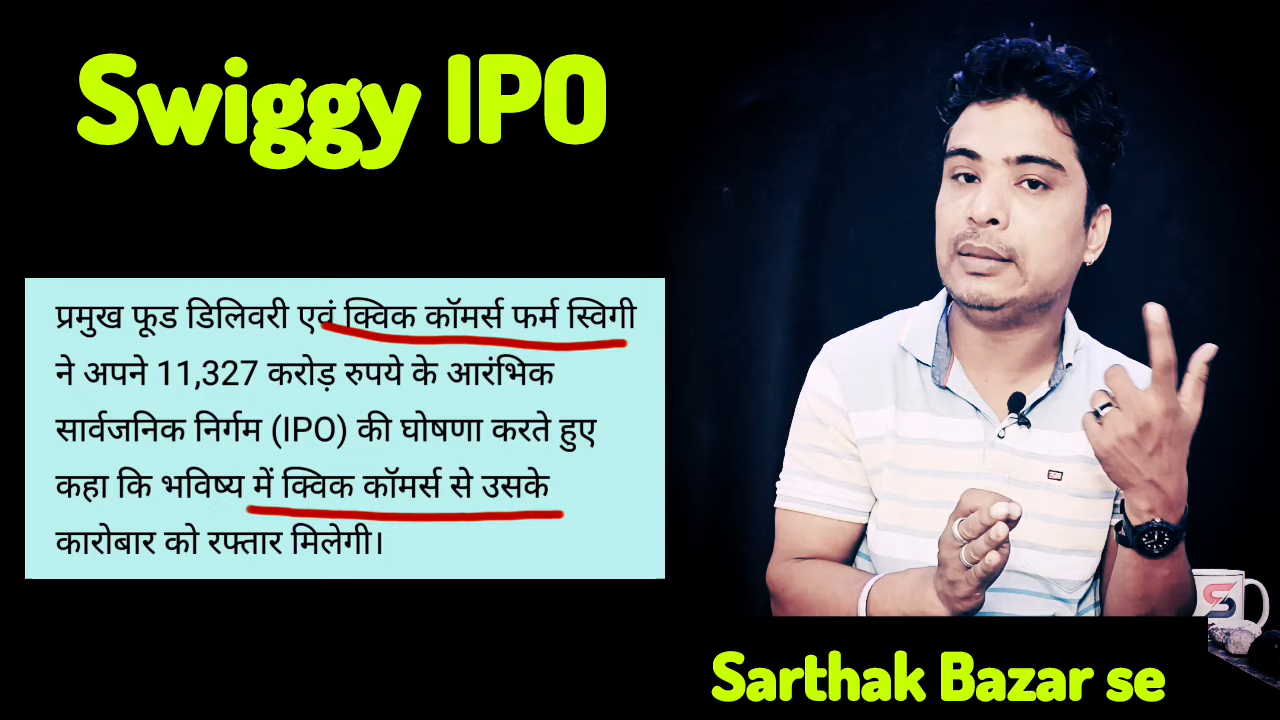 Swiggy IPO
प्रमुख फूड डिलिवरी एवं क्विक कॉमर्स फर्म स्विगी
ने अपने 11,327 करोड़ रुपये के आरंभिक
सार्वजनिक निर्गम (IPO) की घोषणा करते हुए
कहा कि भविष्य में क्विक कॉमर्स से उसके
कारोबार को रफ्तार मिलेगी।
Sarthak Bazar se